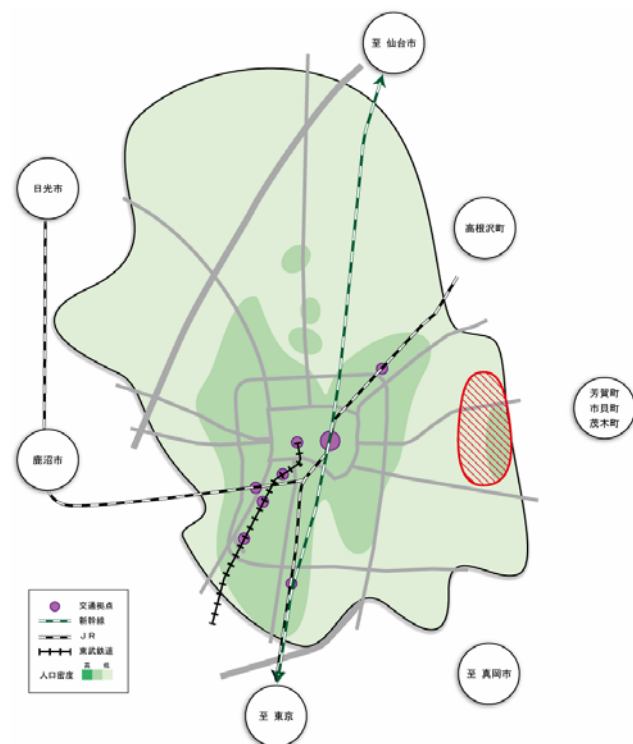 至 仙台市
日光市
高根沢町
芳賀町
市貝町
茂木町
鹿沼市
交通拠点
新幹線
ＪＲ
東武鉄道
高 低
人口密度
至 真岡市
至 東京